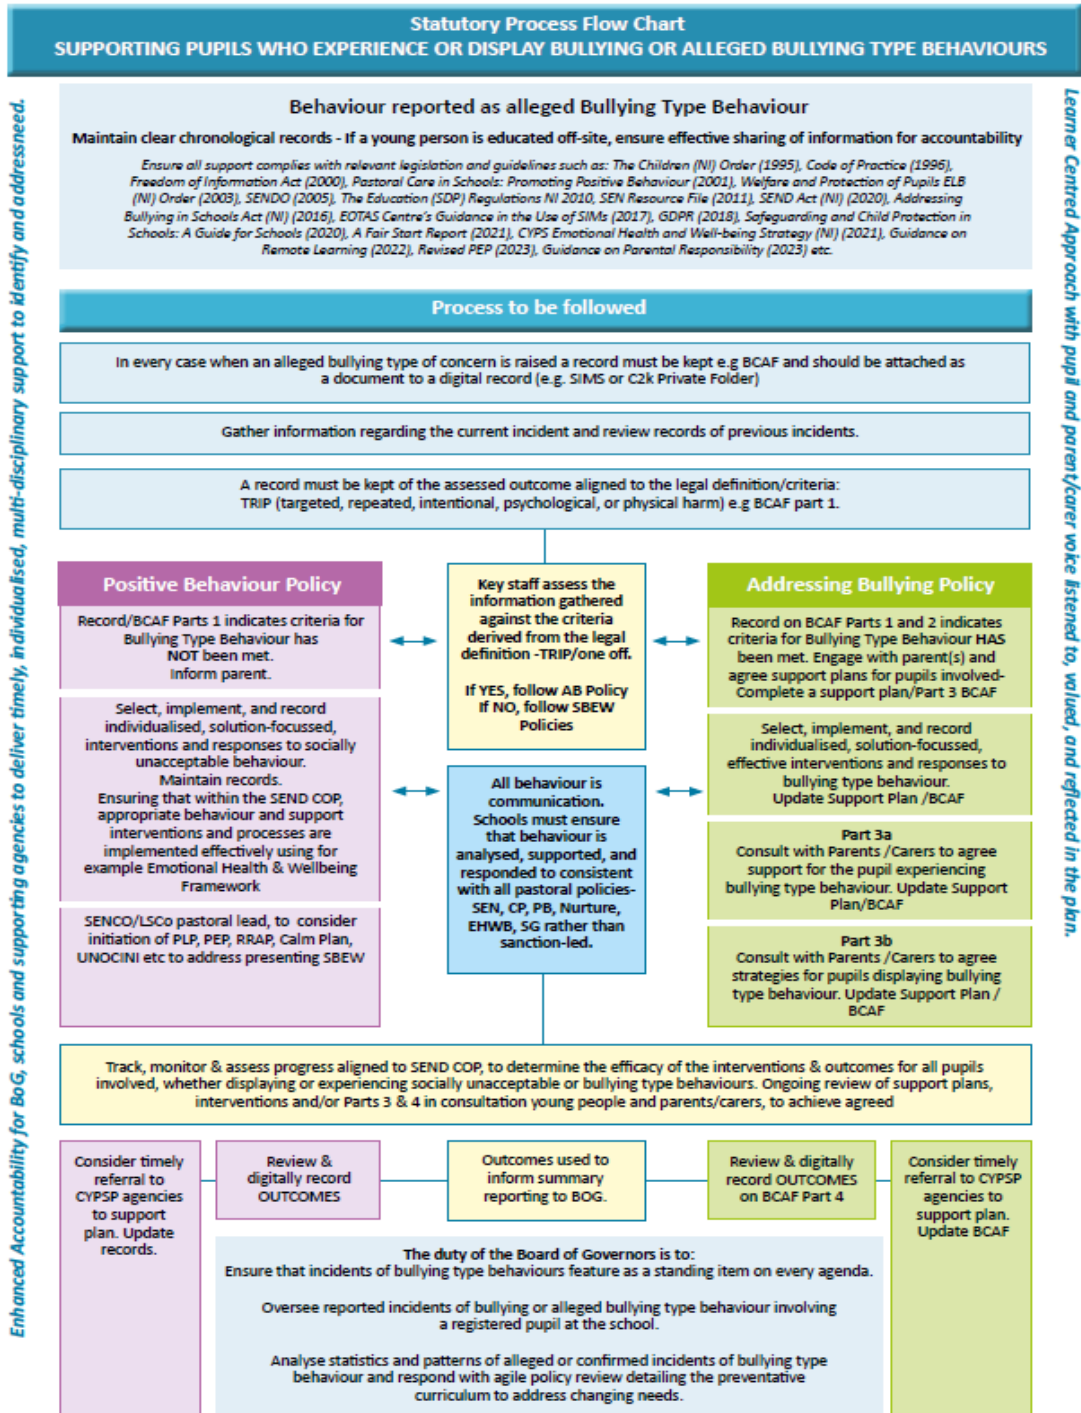 Statutory Process Flow Chart
SUPPORTING PUPILS WHO EXPERIENCE OR DISPLAY BULLYING OR ALLEGED BULLYING TYPE BEHAVIOURS
Enhanced Accountability for BoG, schools and supporting agencies to deliver timely, individualised, multi-disciplinary support to identify and addressneed.
Learner Centred Approach with pupil and parent/carer voice listened to, valued, and reflected in the plan.
Behaviour reported as alleged Bullying Type Behaviour
Maintain clear chronological records - If a young person is educated off-site, ensure effective sharing of information for accountability
Ensure all support complies with relevant legislation and guidelines such as: The Children (NI) Order (1995), Code of Practice (1996),
Freedom of Information Act (2000), Pastoral Care in Schools: Promoting Positive Behaviour (2001), Welfare and Protection of Pupils ELB
(NI) Order (2003), SENDO (2005), The Education (SDP) Regulations NI 2010, SEN Resource File (2011), SEND Act (NI) (2020), Addressing
Bullying in Schools Act (NI) (2016), EOTAS Centre's Guidance in the Use of SIMs (2017), GDPR (2018), Safeguarding and Child Protection in
Schools: A Guide for Schools (2020), A Fair Start Report (2021), CYPS Emotional Health and Well-being Strategy (NI) (2021), Guidance on
Remote Learning (2022), Revised PEP (2023), Guidance on Parental Responsibility (2023) etc.
Process to be followed
In every case when an alleged bullying type of concern is raised a record must be kept e.g BCAF and should be attached as
a document to a digital record (e.g. SIMS or C2k Private Folder)
Gather information regarding the current incident and review records of previous incidents.
A record must be kept of the assessed outcome aligned to the legal definition/criteria:
TRIP (targeted, repeated, intentional, psychological, or physical harm) e.g BCAF part 1.
Positive Behaviour Policy
Record/BCAF Parts 1 indicates criteria for
Bullying Type Behaviour has
NOT been met.
Inform parent.
Select, implement, and record
individualised, solution-focussed,
interventions and responses to socially
unacceptable behaviour.
Maintain records.
Ensuring that within the SEND COP,
appropriate behaviour and support
interventions and processes are
implemented effectively using for
example Emotional Health & Wellbeing
Framework
SENCO/LSCo pastoral lead, to consider
initiation of PLP, PEP, RRAP, Calm Plan,
UNOCINI etc to address presenting SBEW
Key staff assess the
information gathered
against the criteria
derived from the legal
definition -TRIP/one off.
If YES, follow AB Policy
If NO, follow SBEW
Policies
All behaviour is
communication.
Schools must ensure
that behaviour is
analysed, supported, and
responded to consistent
with all pastoral policies-
SEN, CP, PB, Nurture,
EHWB, SG rather than
sanction-led.
Addressing Bullying Policy
Record on BCAF Parts 1 and 2 indicates
criteria for Bullying Type Behaviour HAS
been met. Engage with parent(s) and
agree support plans for pupils involved-
Complete a support plan/Part 3 BCAF
Select, implement, and record
individualised, solution-focussed,
effective interventions and responses to
bullying type behaviour.
Update Support Plan /BCAF
Part 3a
Consult with Parents /Carers to agree
support for the pupil experiencing
bullying type behaviour. Update Support
Plan/BCAF
Part 3b
Consult with Parents /Carers to agree
strategies for pupils displaying bullying
type behaviour. Update Support Plan /
BCAF
Track, monitor & assess progress aligned to SEND COP, to determine the efficacy of the interventions & outcomes for all pupils
involved, whether displaying or experiencing socially unacceptable or bullying type behaviours. Ongoing review of support plans,
interventions and/or Parts 3 & 4 in consultation young people and parents/carers, to achieve agreed
Consider timely
referral to
CYPSP agencies
to support
plan. Update
records.
Review &
digitally record
OUTCOMES
Outcomes used to
inform summary
reporting to BOG.
Review & digitally
record OUTCOMES
on BCAF Part 4
Consider timely
referral to CYPSP
agencies to
support plan.
Update BCAF
The duty of the Board of Governors is to:
Ensure that incidents of bullying type behaviours feature as a standing item on every agenda.
Oversee reported incidents of bullying or alleged bullying type behaviour involving
a registered pupil at the school.
Analyse statistics and patterns of alleged or confirmed incidents of bullying type
behaviour and respond with agile policy review detailing the preventative
curriculum to address changing needs.